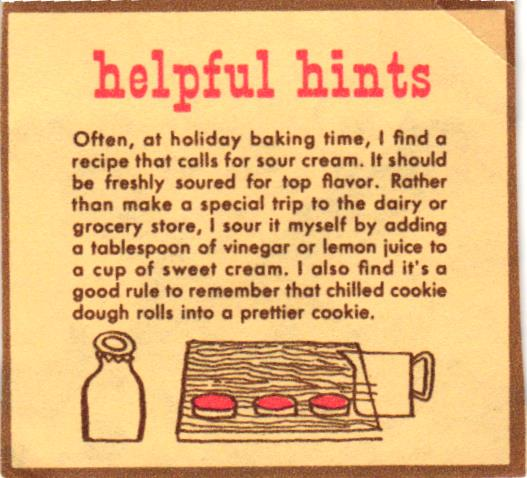 helpful hints
Often, at holiday baking time, I find a
recipe that calls for sour cream. It should
be freshly soured for top flavor. Rather
than make a special trip to the dairy or
grocery store, I sour it myself by adding
a tablespoon of vinegar or lemon juice to
a cup of sweet cream. I also find it's a
good rule to remember that chilled cookie
dough rolls into a prettier cookie.